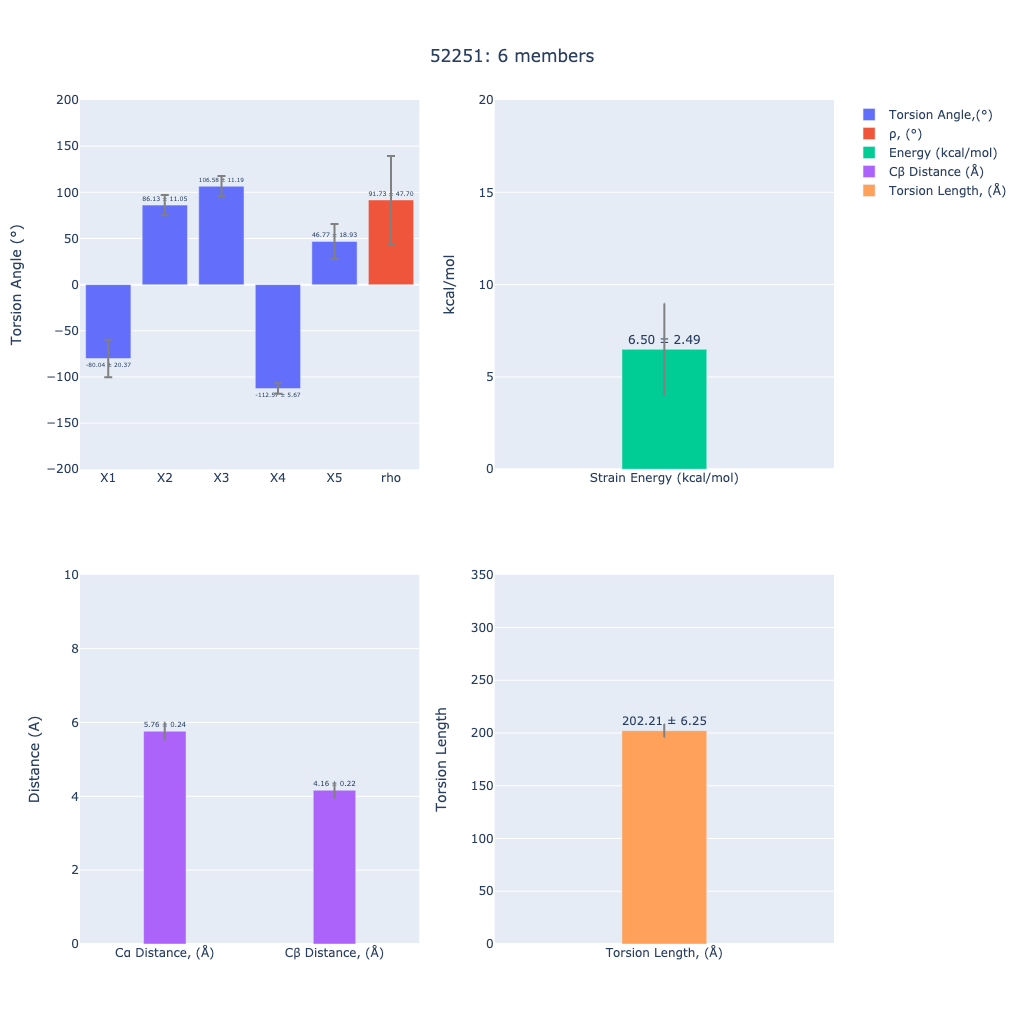 52251: 6 members
Torsion Angle (°)
200
150
100
50
0
−50
−100
−150
−200
-80.04 ± 20.37
86.13 ± 11.05
106.58 ± 11.19
-112.57 ± 5.67
46.77 ± 18.93
91.73 ± 47.70
X1 X2 X3 X4 X5 rho
kcal/mol
20
15
10
5
0
6.50 ± 2.49
Strain Energy (kcal/mol)
Torsion Angle,(°)
ρ, (°)
Energy (kcal/mol)
Cβ Distance (Å)
Torsion Length, (Å)
Distance (A)
10
8
6
4
2
0
5.76 ± 0.24
4.16 ± 0.22
Cα Distance, (Å) Cβ Distance, (Å)
Torsion Length
350
300
250
200
150
100
50
0
202.21 ± 6.25
Torsion Length, (Å)